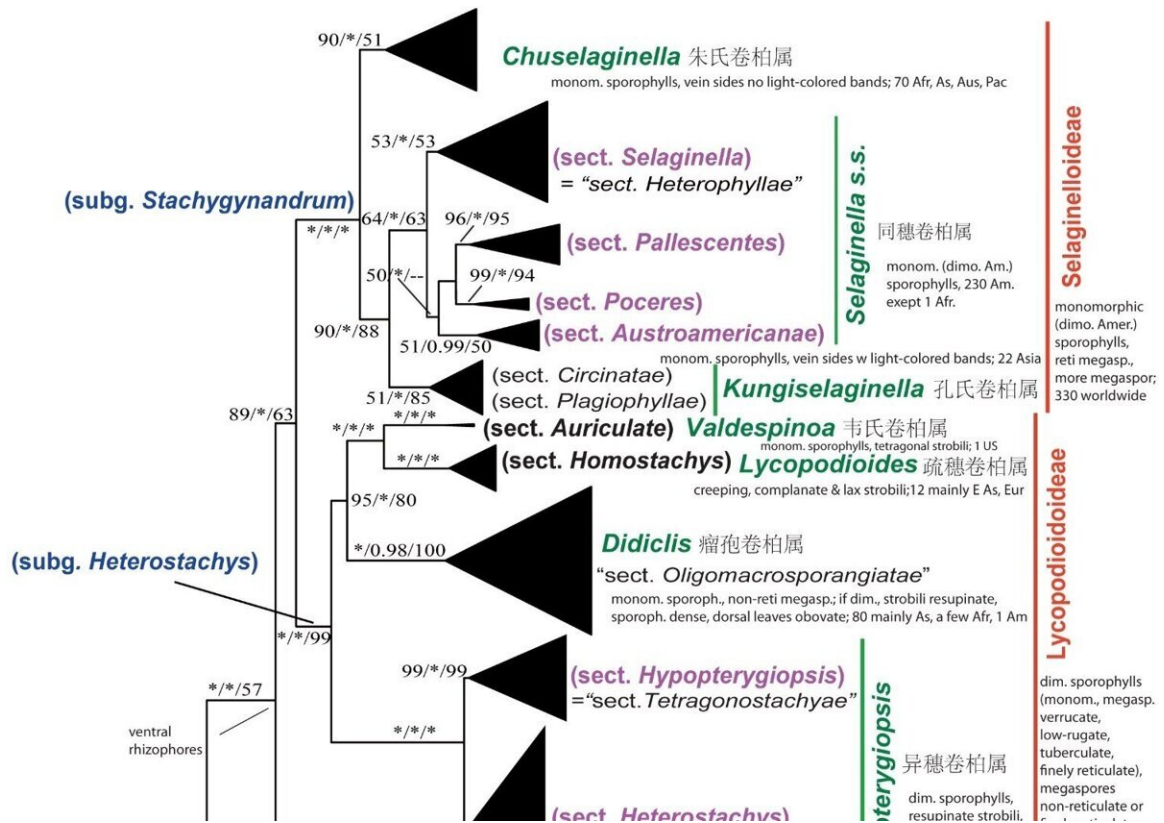 90/*/51
Chuselaginella 朱氏卷柏属
monom. sporophylls, vein sides no light-colored bands; 70 Afr, As, Aus, Pac
53/*/53
(sect. Selaginella)
= “sect. Heterophyllae”
(subg. Stachygynandrum)
*/*/*
64/*/63
96/*/95
(sect. Pallescentes)
50/*/--
99/*/94
(sect. Poceres)
90/*/88
(sect. Austroamericanae)
51/0.99/50
Selaginella s.s.
同穗卷柏属
monom. (dimo. Am.)
sporophylls, 230 Am.
exept 1 Afr.
Selaginelloideae
monomorphic
(dimo. Amer.)
sporophylls,
reti megasp.,
more megaspor;
330 worldwide
monom. sporophylls, vein sides w light-colored bands; 22 Asia
(sect. Circinatae)
(sect. Plagiophyllae)
Kungiselaginella 孔氏卷柏属
51/*/85
89/*/63
*/*/*
*/*/*
(sect. Auriculate) Valdespinoa 韦氏卷柏属
monom. sporophylls, tetragonal strobili; 1 US
*/*/*
(sect. Homostachys) Lycopodioides 疏穗卷柏属
creeping, complanate & lax strobili;12 mainly E As, Eur
95/*/80
*/0.98/100
Didiclis 瘤孢卷柏属
“sect. Oligomacrosporangiatae”
monom. sporoph., non-reti megasp.; if dim., strobili resupinate,
sporoph. dense, dorsal leaves obovate; 80 mainly As, a few Afr, 1 Am
(subg. Heterostachys)
*/*/99
Lycopodioidoideae
99/*/99
(sect. Hypopterygiopsis)
=“sect.Tetragonostachyae”
*/*/57
ventral
rhizophores
*/*/*
pterygiopsis
异穗卷柏属
dim. sporophylls,
resupinate strobili,
dim. sporophylls
(monom., megasp.
verrucate,
low-rugate,
tuberculate,
finely reticulate),
megaspores
non-reticulate or
(sect. Heterostachys)